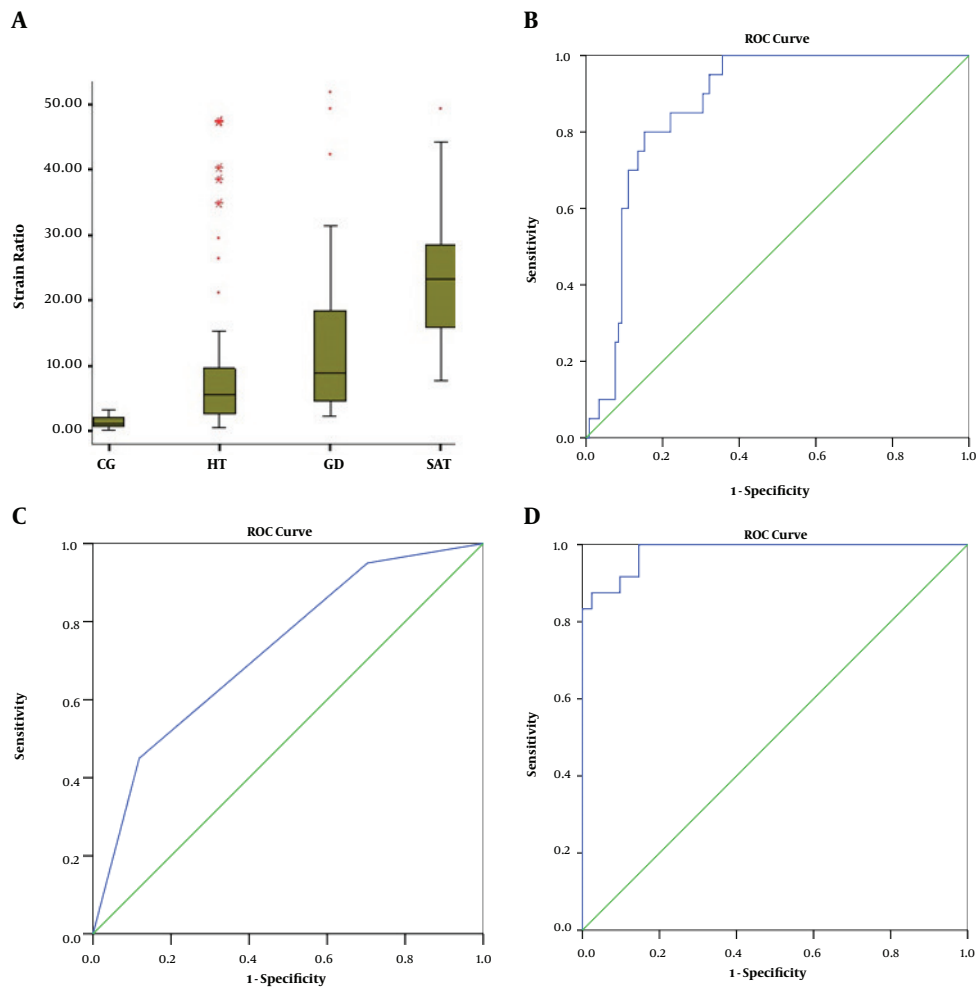 A
Strain Ratio
50.00
40.00
30.00
20.00
10.00
0.00
CG HT GD SAT
B
ROC Curve
Sensitivity
1.0
0.8
0.6
0.4
0.2
0.0
0.0 0.2 0.4 0.6 0.8 1.0
1 - Specificity
C
ROC Curve
Sensitivity
1.0
0.8
0.6
0.4
0.2
0.0
0.0 0.2 0.4 0.6 0.8 1.0
1 - Specificity
D
ROC Curve
Sensitivity
1.0
0.8
0.6
0.4
0.2
0.0
0.0 0.2 0.4 0.6 0.8 1.0
1 - Specificity